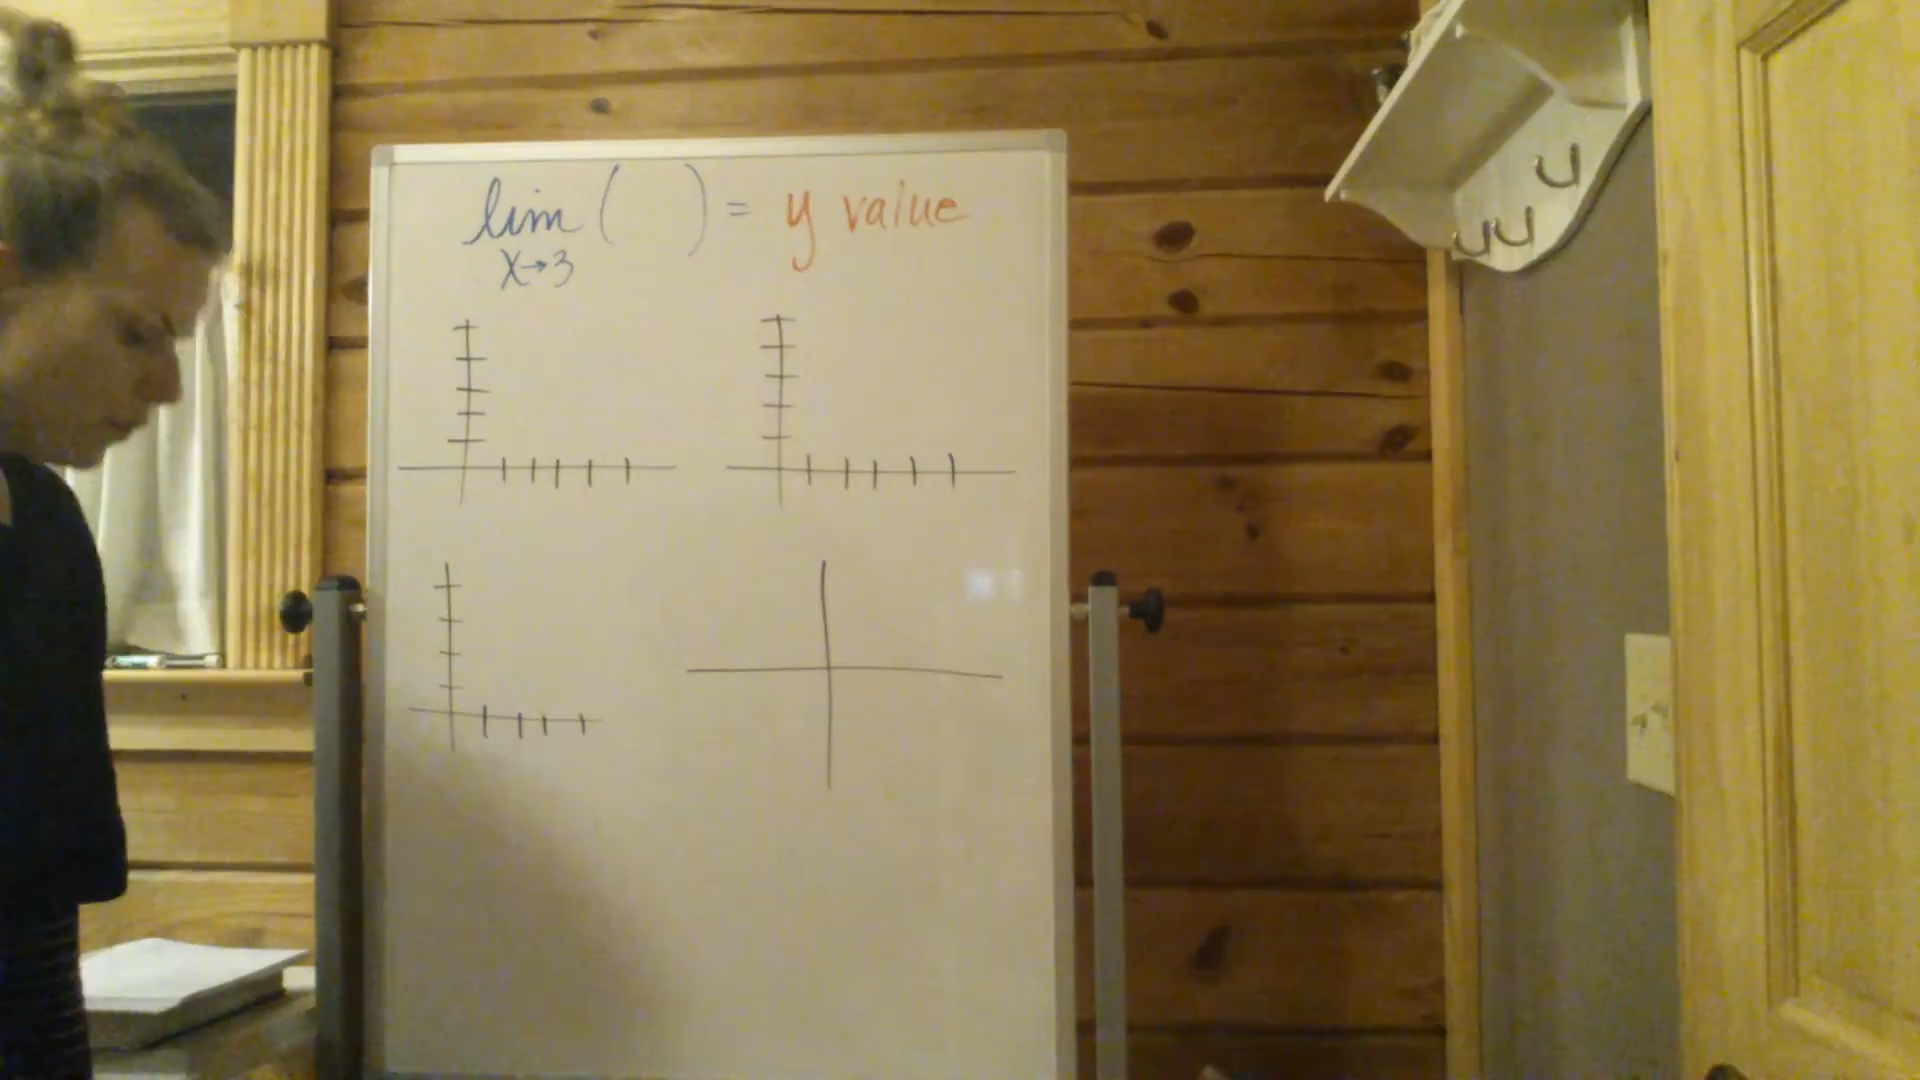 lim ( ) = y value
x→3